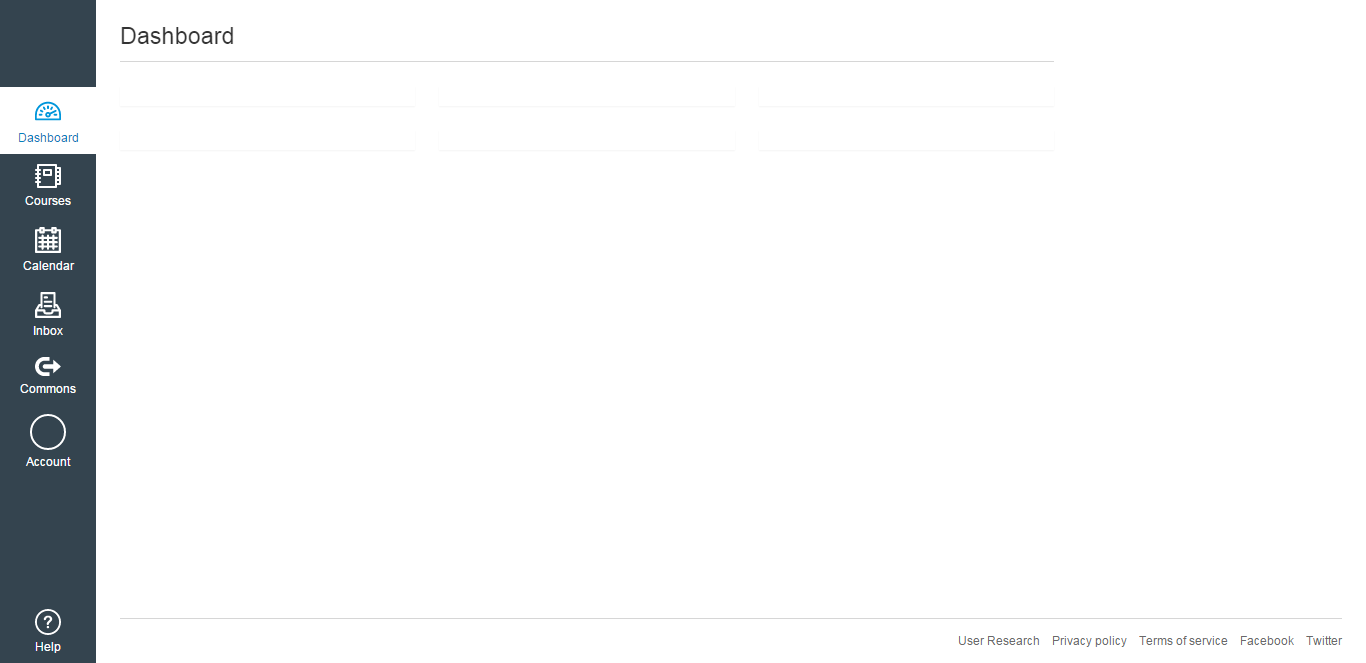 Dashboard
Dashboard
Courses
Calendar
Inbox
Commons
Account
Help
User Research Privacy policy Terms of service Facebook Twitter